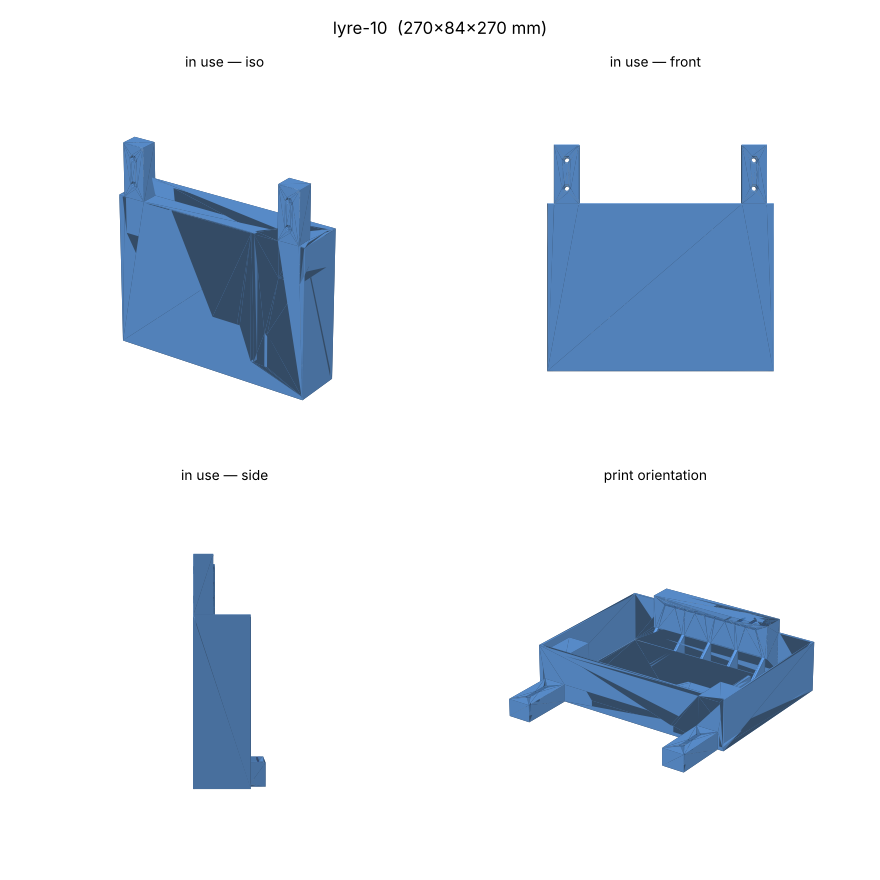 lyre-10  (270×84×270 mm)
in use — iso
in use — front
in use — side
print orientation